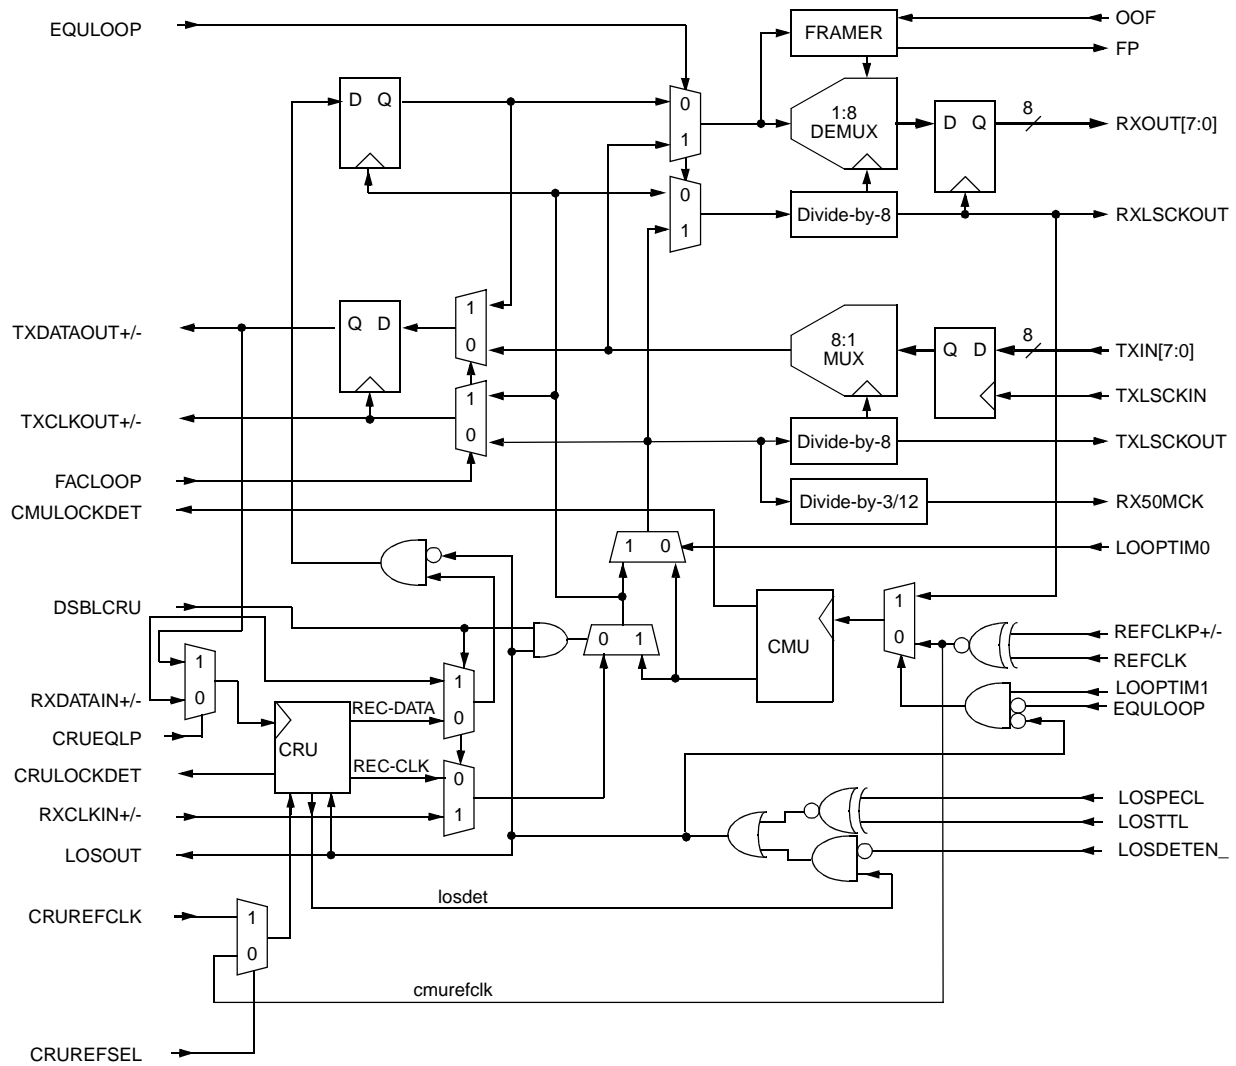 EQULOOP
FRAMER
OOF
FP
D Q
0
1
1:8
DEMUX
D Q
8
RXOUT[7:0]
0
1
Divide-by-8
RXLSCKOUT
TXDATAOUT+/-
Q D
1
0
8:1
MUX
Q D
8
TXIN[7:0]
TXLSCKIN
TXCLKOUT+/-
1
0
Divide-by-8
TXLSCKOUT
FACLOOP
CMULOCKDET
Divide-by-3/12
RX50MCK
1 0
LOOPTIM0
DSBLCRU
0 1
CMU
1
0
REFCLKP+/-
REFCLK
LOOPTIM1
EQULOOP
1
0
RXDATAIN+/-
CRUEQLP
CRU
REC-DATA
1
0
CRULOCKDET
REC-CLK
0
1
RXCLKIN+/-
LOSOUT
LOSPECL
LOSTTL
LOSDETEN_
losdet
CRUREFCLK
1
0
cmurefclk
CRUREFSEL